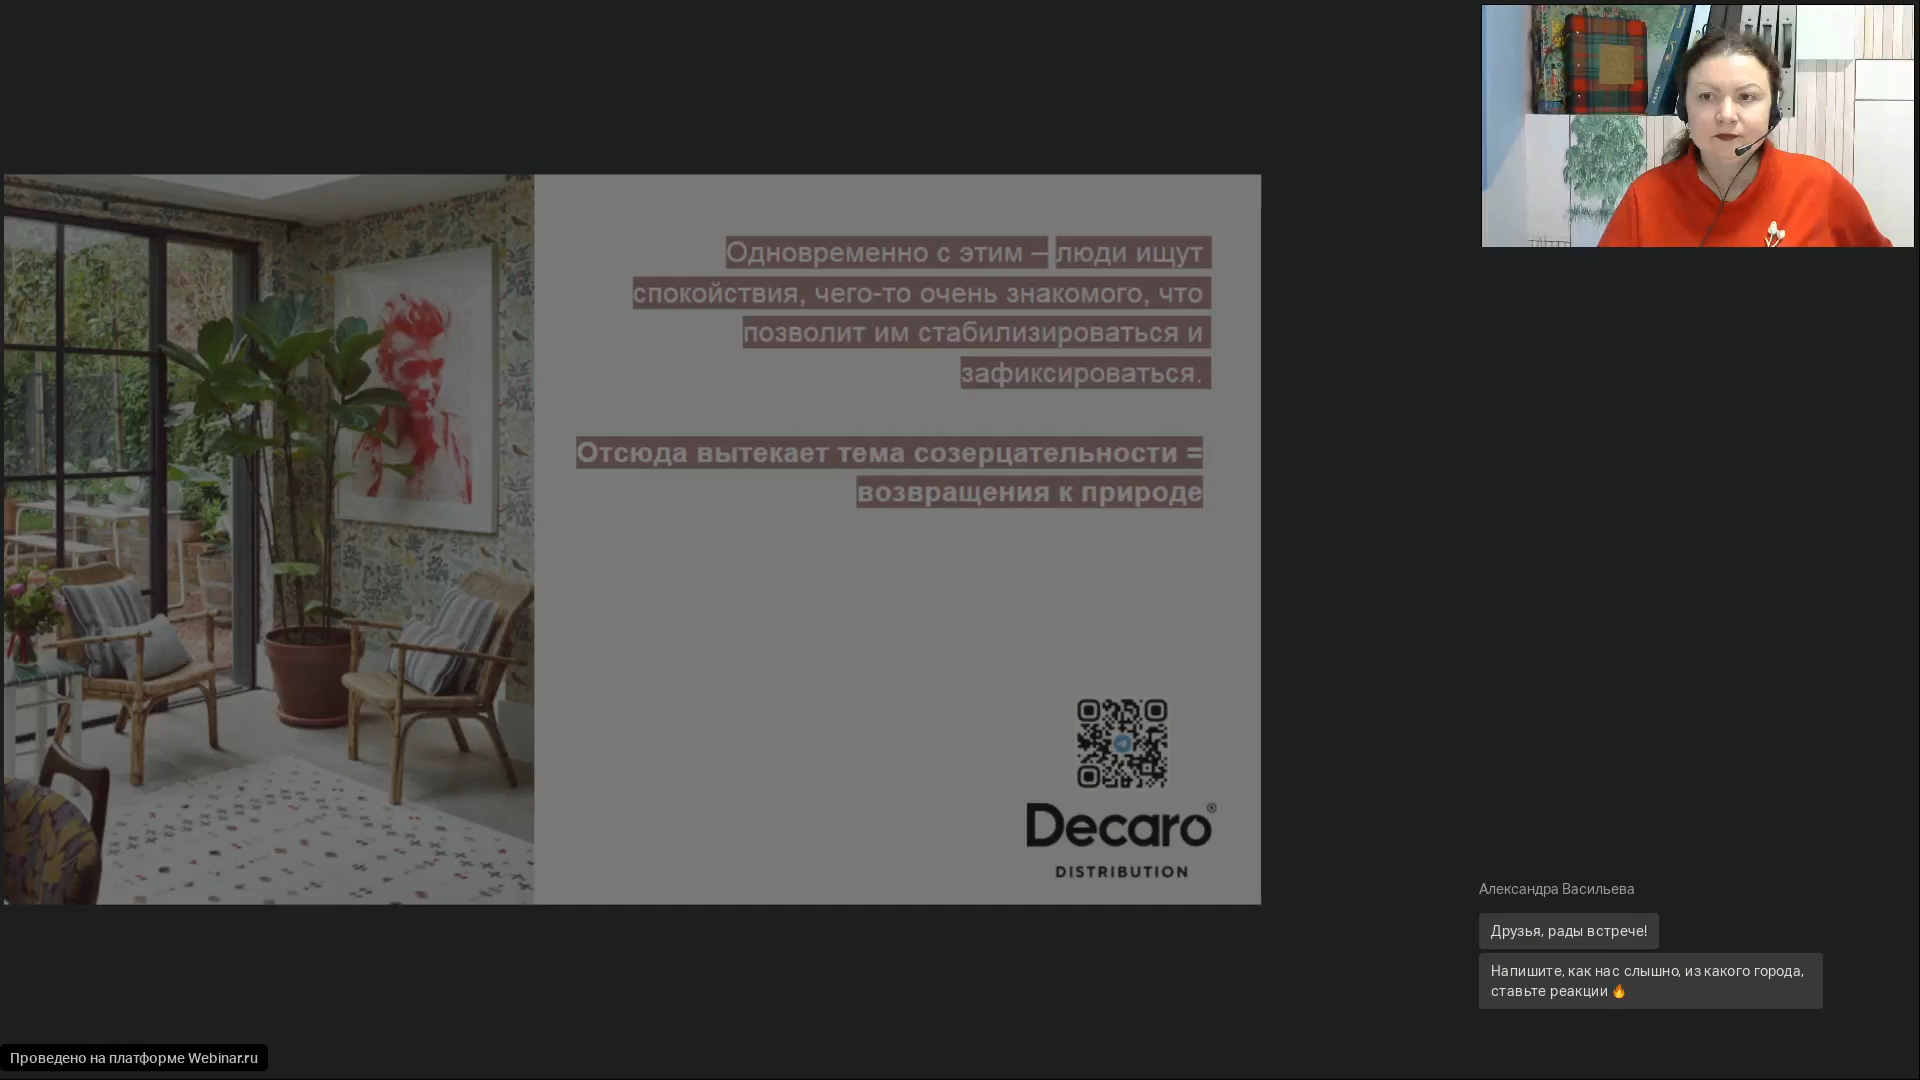 Одновременно с этим – люди ищут
спокойствия, чего-то очень знакомого, что
позволит им стабилизироваться и
зафиксироваться.
Отсюда вытекает тема созерцательности =
возвращения к природе
Decaro®
DISTRIBUTION
Александра Васильева
Друзья, рады встрече!
Напишите, как нас слышно, из какого города,
ставьте реакции 🔥
Проведено на платформе Webinar.ru